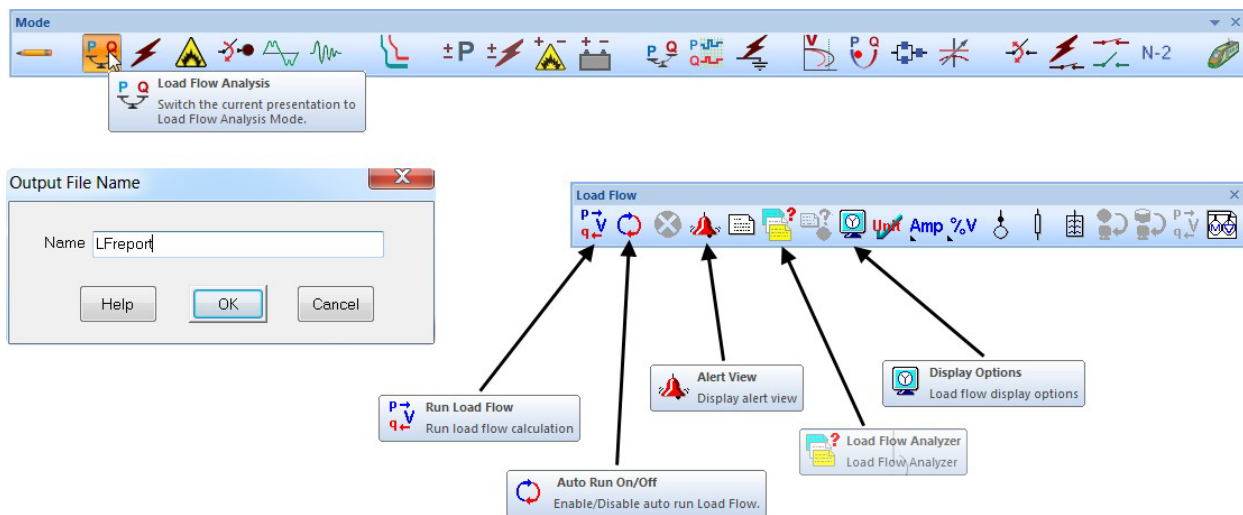 Mode
P Q
± P
P Q
P
Q
V
P Q
N-2
P Q Load Flow Analysis
Switch the current presentation to
Load Flow Analysis Mode.
Output File Name
Name LFreport
Help OK Cancel
Load Flow
P V q ? ? Unit Amp %V P V q
Alert View
Display alert view
Display Options
Load flow display options
P V q Run Load Flow
Run load flow calculation
? Load Flow Analyzer
Load Flow Analyzer
Auto Run On/Off
Enable/Disable auto run Load Flow.